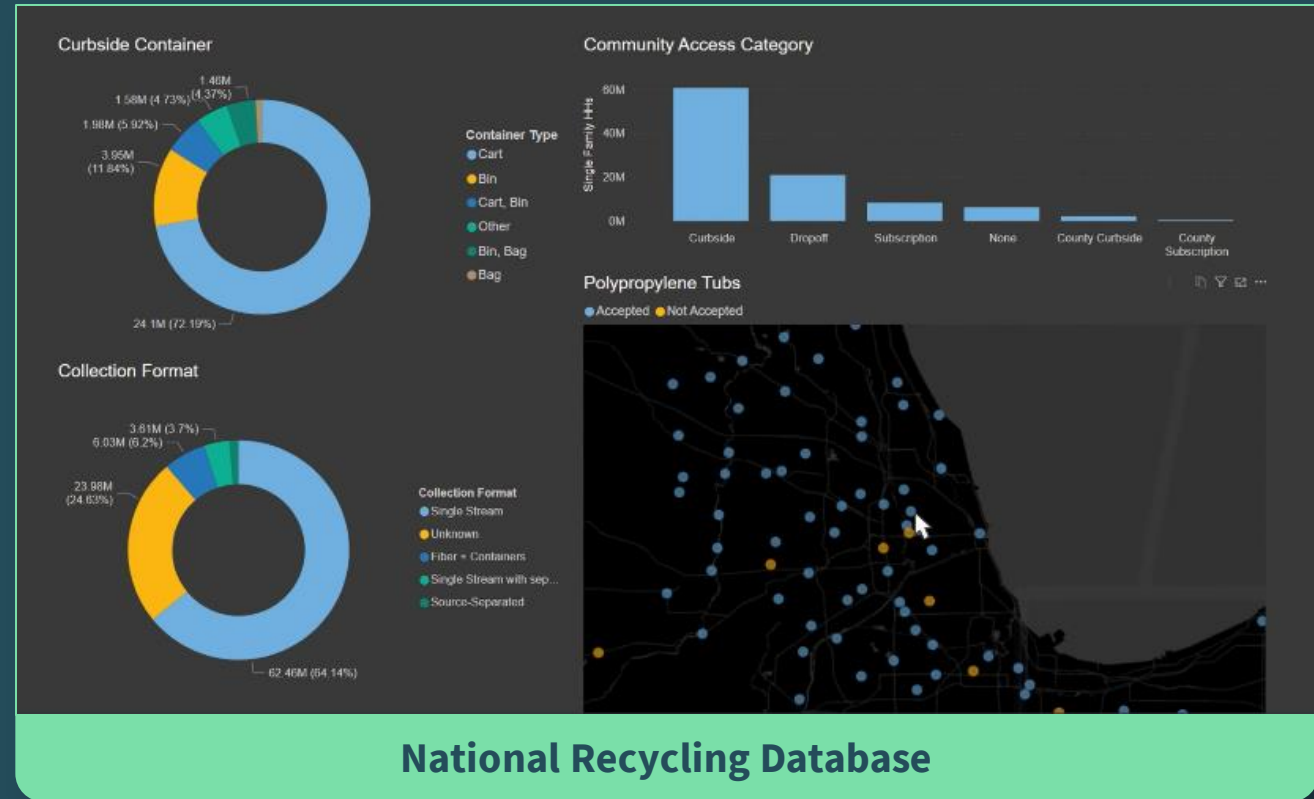 Curbside Container
1.46M
(4.37%)
1.58M (4.73%)
1.98M (5.92%)
3.95M
(11.84%)
24.1M (72.19%)
Container Type
Cart
Bin
Cart, Bin
Other
Bin, Bag
Bag
Community Access Category
Single Family HHs
60M
40M
20M
0M
Curbside
Dropoff
Subscription
None
County Curbside
County
Subscription
Collection Format
3.61M (3.7%)
6.03M (6.2%)
23.98M
(24.63%)
62.46M (64.14%)
Collection Format
Single Stream
Unknown
Fiber + Containers
Single Stream with sep...
Source-Separated
Polypropylene Tubs
Accepted Not Accepted
National Recycling Database